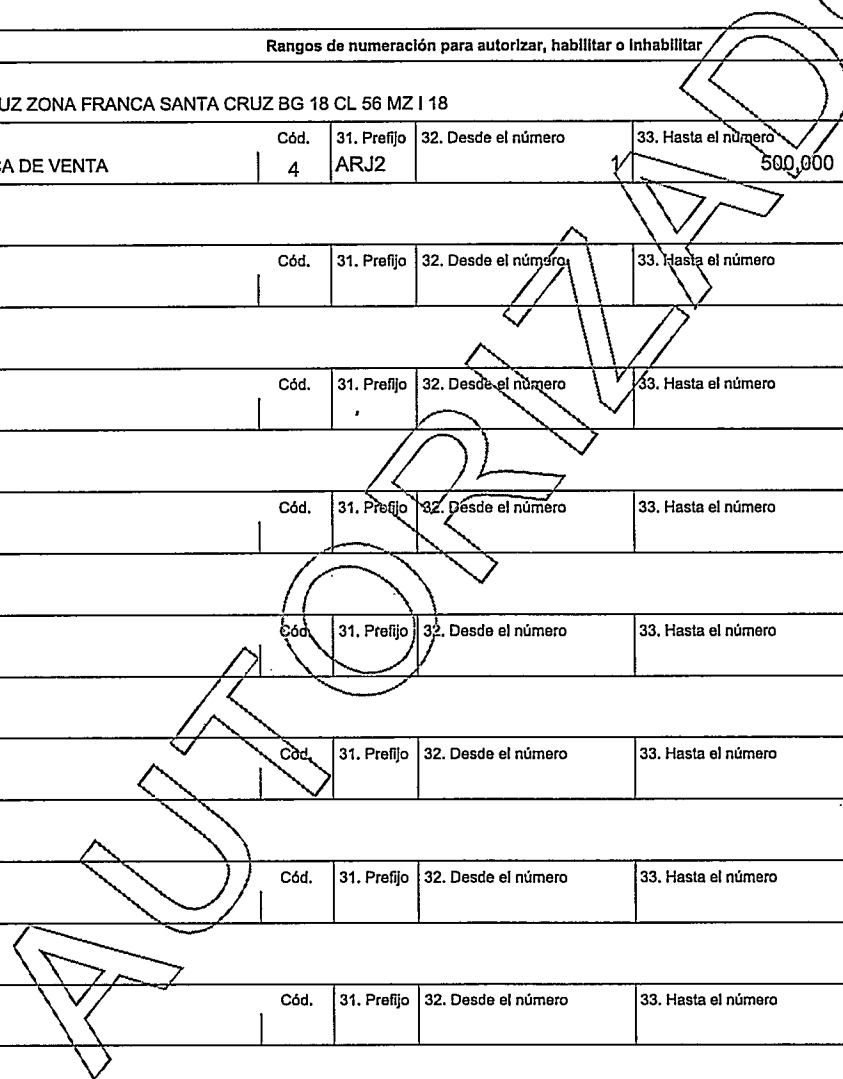 Rangos de numeración para autorizar, habilitar o inhabilitar
UZ ZONA FRANCA SANTA CRUZ BG 18 CL 56 MZ I 18
Cód. 31. Prefijo 32. Desde el número 33. Hasta el número
CA DE VENTA 4 ARJ2 1 500,000
Cód. 31. Prefijo 32. Desde el número 33. Hasta el número
Cód. 31. Prefijo 32. Desde el número 33. Hasta el número
Cód. 31. Prefijo 32. Desde el número 33. Hasta el número
Cód. 31. Prefijo 32. Desde el número 33. Hasta el número
Cód. 31. Prefijo 32. Desde el número 33. Hasta el número
Cód. 31. Prefijo 32. Desde el número 33. Hasta el número
Cód. 31. Prefijo 32. Desde el número 33. Hasta el número
AUTORIZADO